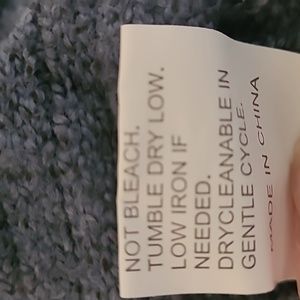 NOT BLEACH.
TUMBLE DRY LOW.
LOW IRON IF
NEEDED.
DRYCLEANABLE IN
GENTLE CYCLE.
MADE IN CHINA